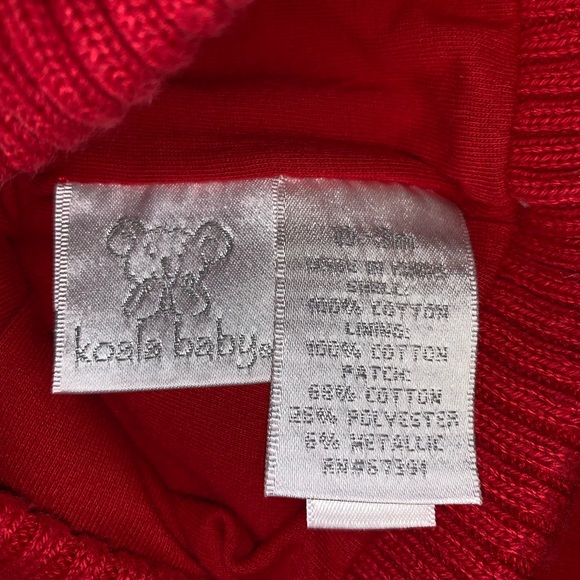 koala baby
MADE IN
SHELL:
100% COTTON
LINING:
100% COTTON
PATCH:
68% COTTON
26% POLYESTER
6% METALLIC
RN#67391